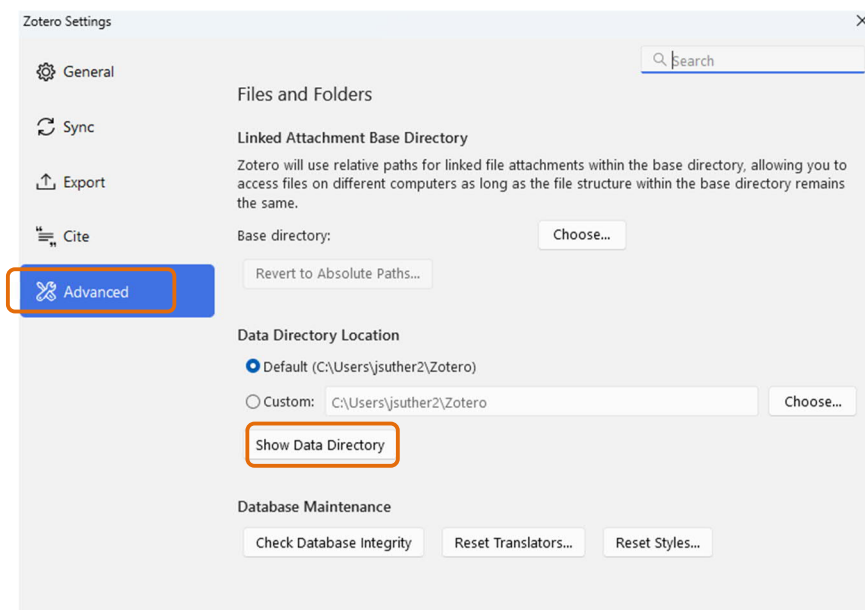 Zotero Settings
General
Sync
Export
Cite
Advanced
Search
Files and Folders
Linked Attachment Base Directory
Zotero will use relative paths for linked file attachments within the base directory, allowing you to
access files on different computers as long as the file structure within the base directory remains
the same.
Base directory:
Choose...
Revert to Absolute Paths...
Data Directory Location
Default (C:\Users\jsuther2\Zotero)
Custom:
C:\Users\jsuther2\Zotero
Choose...
Show Data Directory
Database Maintenance
Check Database Integrity
Reset Translators...
Reset Styles...